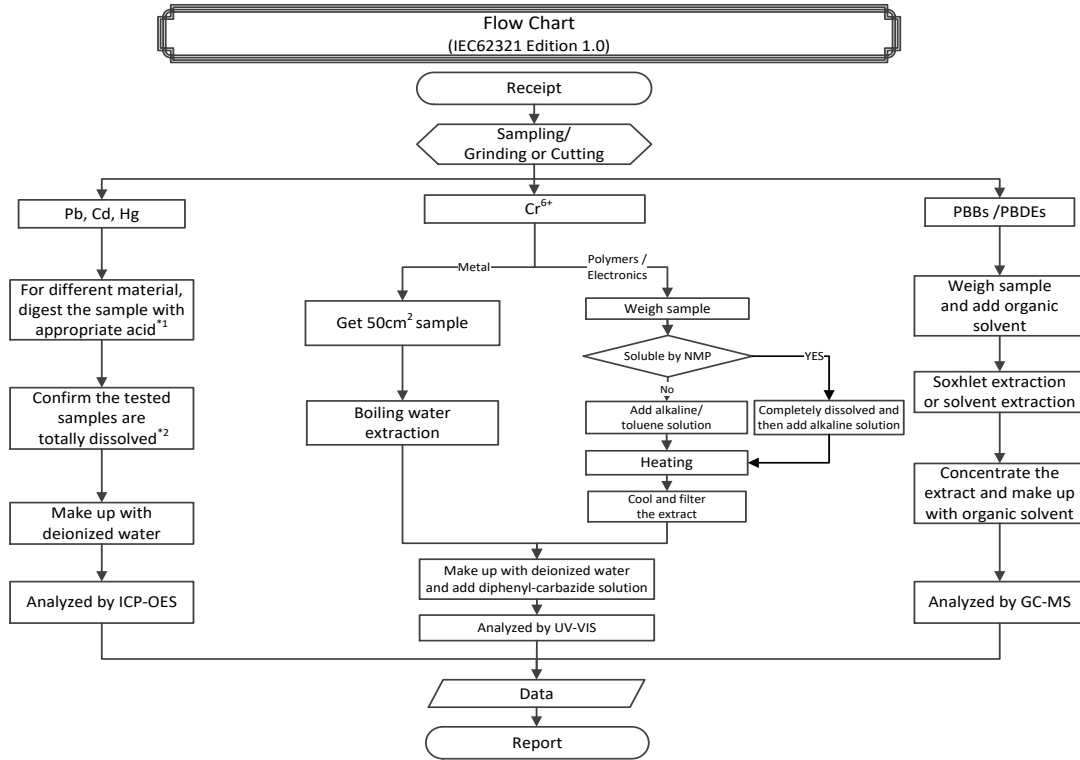 Flow Chart
(IEC62321 Edition 1.0)
Receipt
Sampling/
Grinding or Cutting
Pb, Cd, Hg
For different material,
digest the sample with
appropriate acid*1
Confirm the tested
samples are
totally dissolved*2
Make up with
deionized water
Analyzed by ICP-OES
Cr6+
Metal
Get 50cm2 sample
Boiling water
extraction
Polymers /
Electronics
Weigh sample
Soluble by NMP
YES
No
Add alkaline/
toluene solution
Completely dissolved and
then add alkaline solution
Heating
Cool and filter
the extract
Make up with deionized water
and add diphenyl-carbazide solution
Analyzed by UV-VIS
PBBs /PBDEs
Weigh sample
and add organic
solvent
Soxhlet extraction
or solvent extraction
Concentrate the
extract and make up
with organic solvent
Analyzed by GC-MS
Data
Report